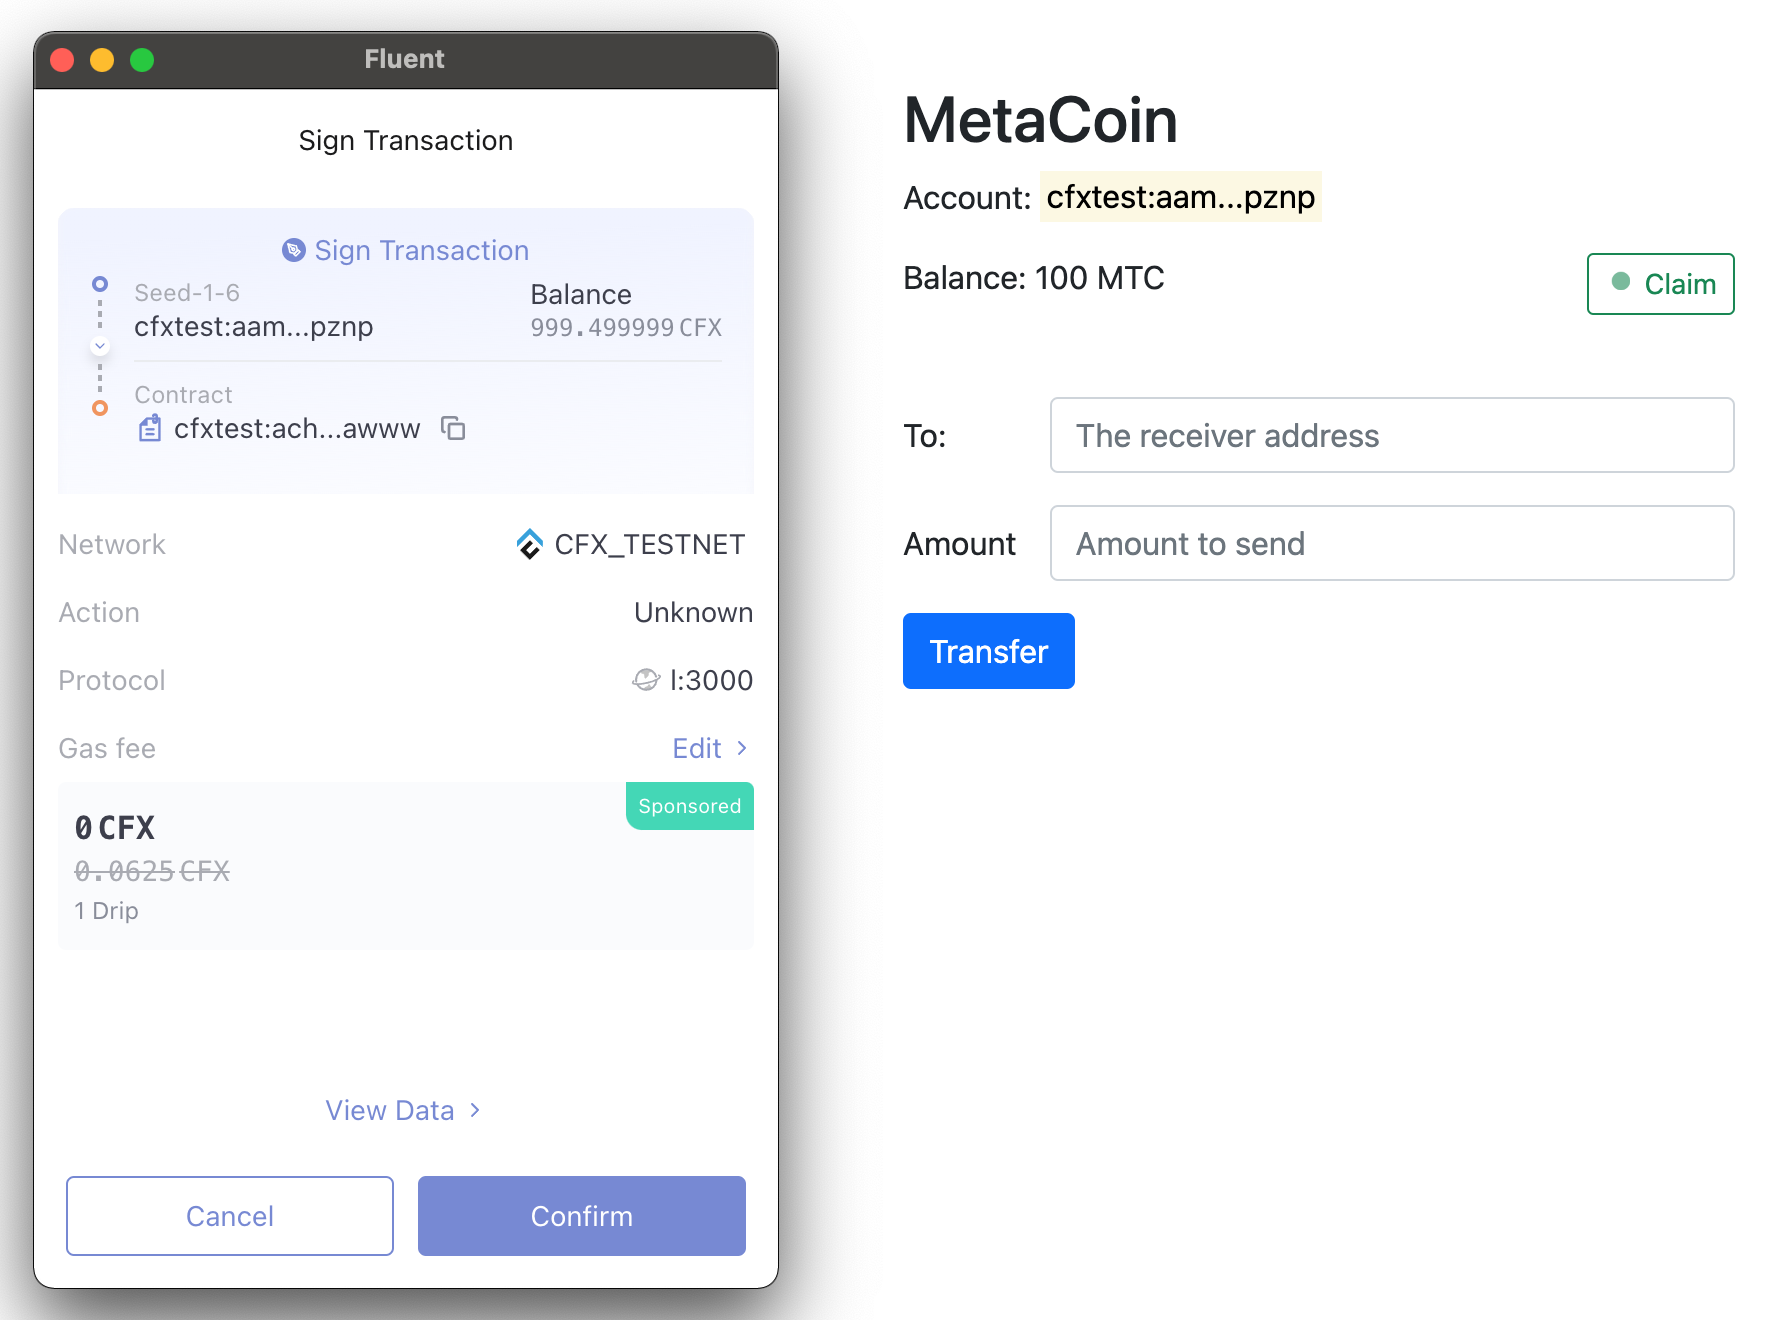 Fluent
Sign Transaction
Sign Transaction
Seed-1-6
cfxtest:aam...pznp
Balance
999.499999 CFX
Contract
cfxtest:ach...awww
Network
CFX_TESTNET
Action
Unknown
Protocol
l:3000
Gas fee
Edit >
Sponsored
0 CFX
0.0625 CFX
1 Drip
View Data >
Cancel
Confirm
MetaCoin
Account: cfxtest:aam...pznp
Balance: 100 MTC
Claim
To:
The receiver address
Amount
Amount to send
Transfer